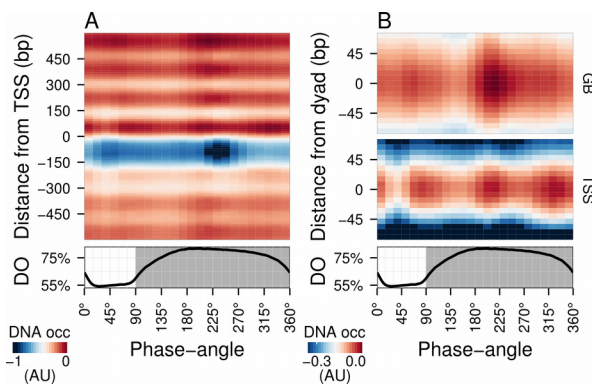 A
Distance from TSS (bp)
450
300
150
0
−150
−300
−450
DO
75%
55%
0°
45°
90°
135°
180°
225°
270°
315°
360°
Phase−angle
DNA occ
−1
0
(AU)
B
Distance from dyad (bp)
45
0
−45
GB
45
0
−45
TSS
DO
75%
55%
0°
45°
90°
135°
180°
225°
270°
315°
360°
Phase−angle
DNA occ
−0.3
0.0
(AU)